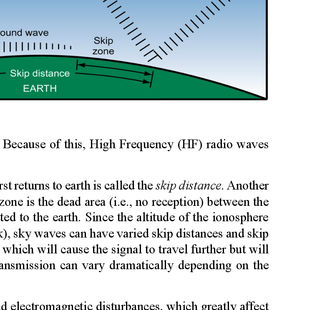 ound wave
Skip
zone
Skip distance
EARTH
Because of this, High Frequency (HF) radio waves
rst returns to earth is called the skip distance. Another
zone is the dead area (i.e., no reception) between the
ted to the earth. Since the altitude of the ionosphere
x), sky waves can have varied skip distances and skip
which will cause the signal to travel further but will
ansmission can vary dramatically depending on the
d electromagnetic disturbances, which greatly affect